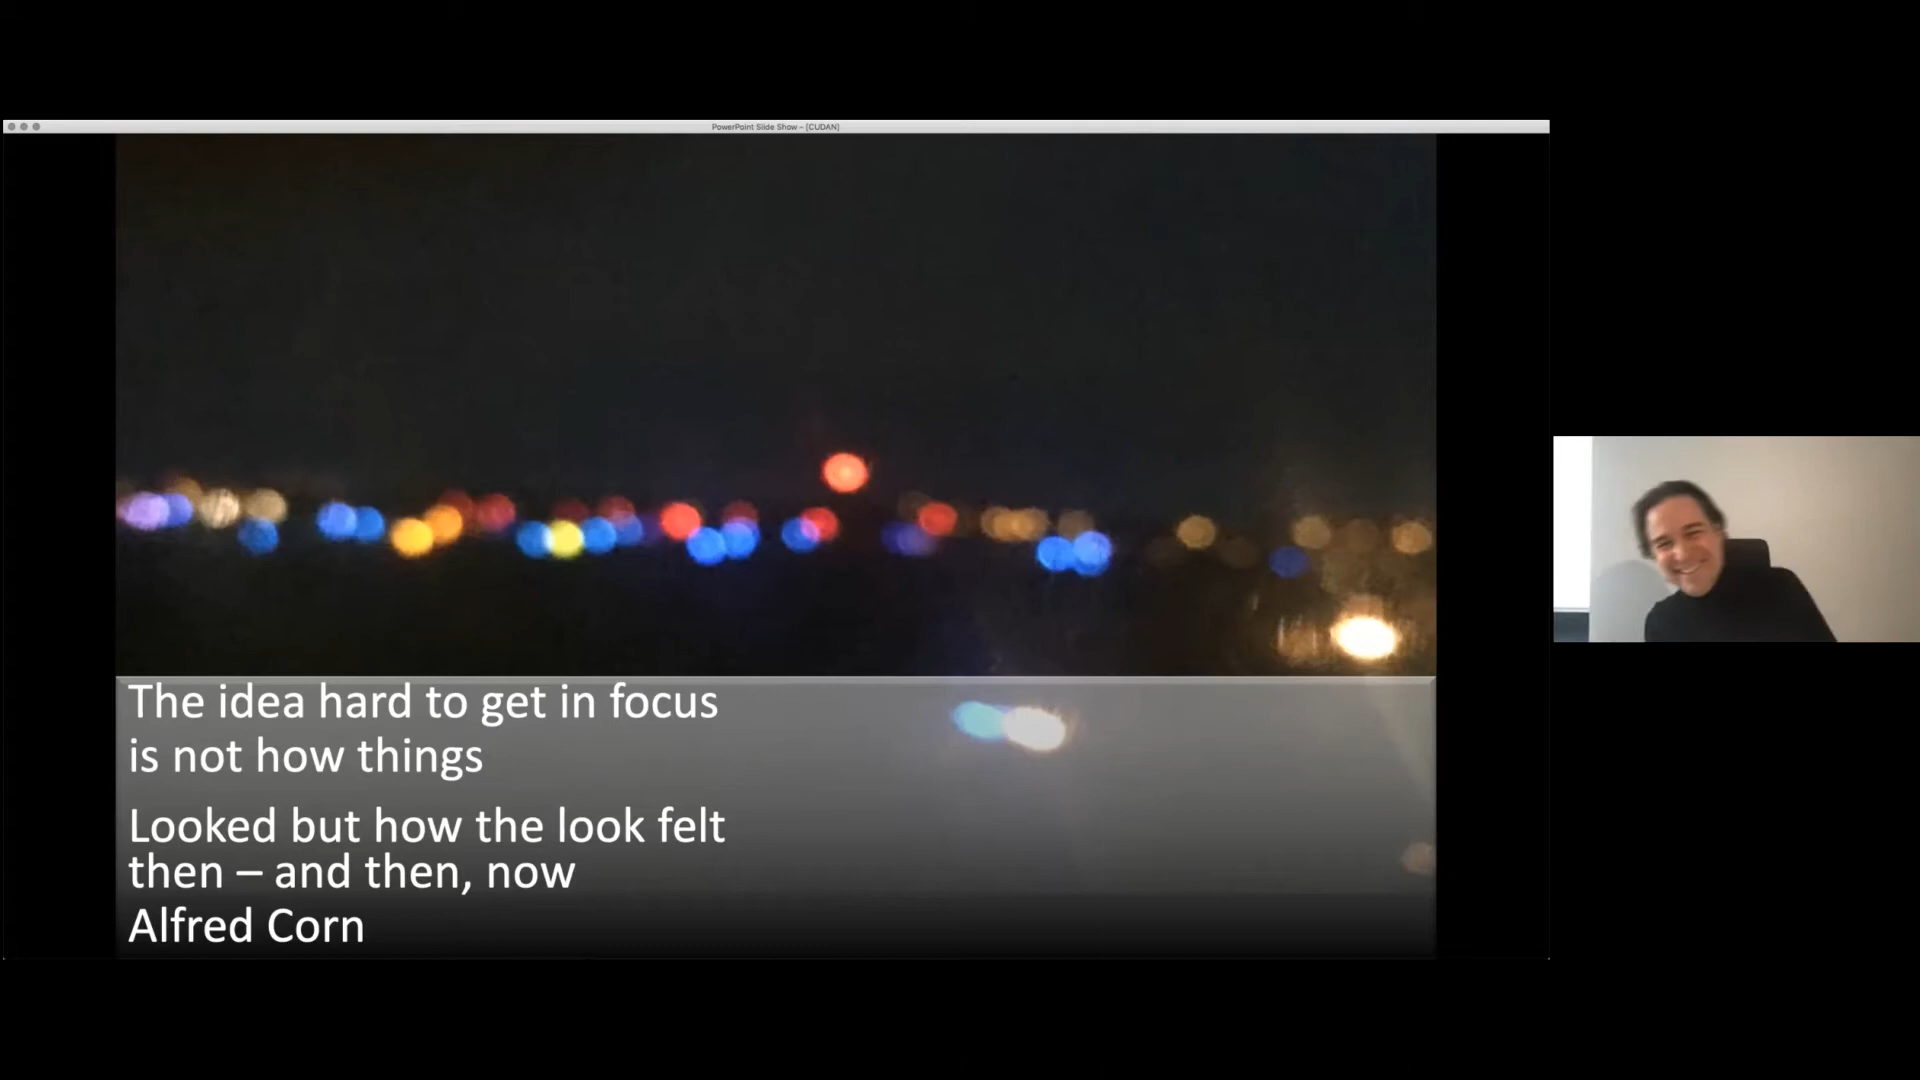 PowerPoint Slide Show – [CUDAN]
The idea hard to get in focus
is not how things
Looked but how the look felt
then – and then, now
Alfred Corn